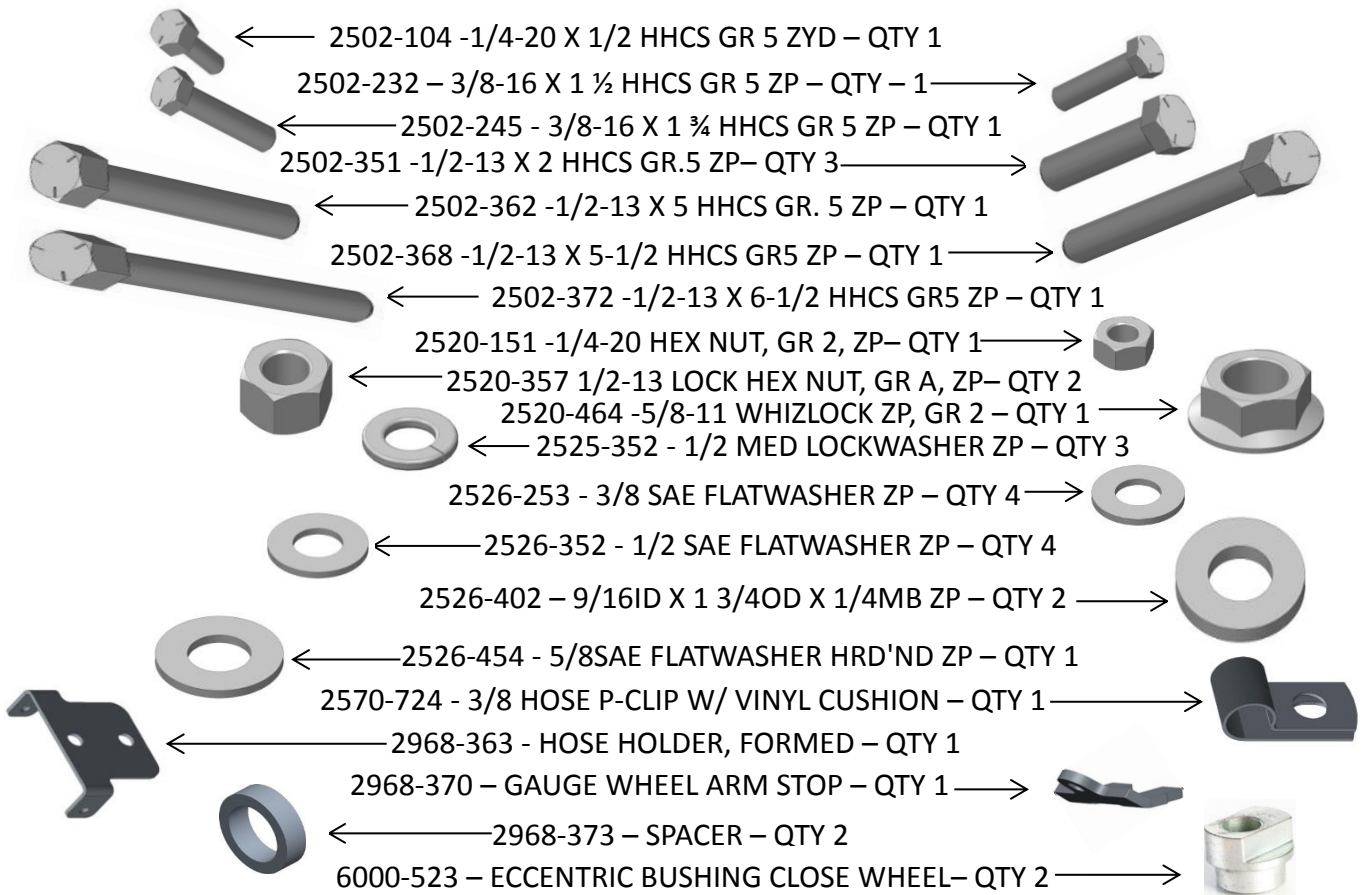 2502-104 -1/4-20 X 1/2 HHCS GR 5 ZYD – QTY 1
2502-232 – 3/8-16 X 1 ½ HHCS GR 5 ZP – QTY – 1
2502-245 - 3/8-16 X 1 ¾ HHCS GR 5 ZP – QTY 1
2502-351 -1/2-13 X 2 HHCS GR.5 ZP– QTY 3
2502-362 -1/2-13 X 5 HHCS GR. 5 ZP – QTY 1
2502-368 -1/2-13 X 5-1/2 HHCS GR5 ZP – QTY 1
2502-372 -1/2-13 X 6-1/2 HHCS GR5 ZP – QTY 1
2520-151 -1/4-20 HEX NUT, GR 2, ZP– QTY 1
2520-357 1/2-13 LOCK HEX NUT, GR A, ZP– QTY 2
2520-464 -5/8-11 WHIZLOCK ZP, GR 2 – QTY 1
2525-352 - 1/2 MED LOCKWASHER ZP – QTY 3
2526-253 - 3/8 SAE FLATWASHER ZP – QTY 4
2526-352 - 1/2 SAE FLATWASHER ZP – QTY 4
2526-402 – 9/16ID X 1 3/4OD X 1/4MB ZP – QTY 2
2526-454 - 5/8SAE FLATWASHER HRD'ND ZP – QTY 1
2570-724 - 3/8 HOSE P-CLIP W/ VINYL CUSHION – QTY 1
2968-363 - HOSE HOLDER, FORMED – QTY 1
2968-370 – GAUGE WHEEL ARM STOP – QTY 1
2968-373 – SPACER – QTY 2
6000-523 – ECCENTRIC BUSHING CLOSE WHEEL– QTY 2